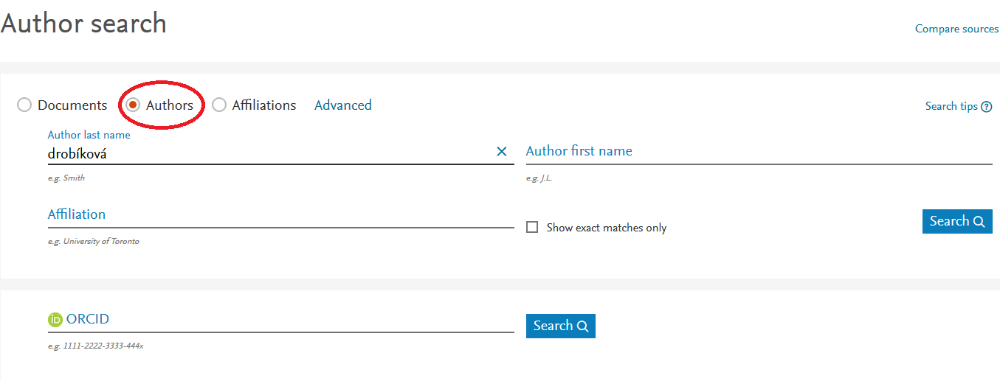 Author search
Compare sources
Documents Authors Affiliations Advanced Search tips ?
Author last name
drobíková Author first name
e.g. Smith e.g. J.L.
Affiliation
Show exact matches only Search
e.g. University of Toronto
iD ORCID
Search
e.g. 1111-2222-3333-444x